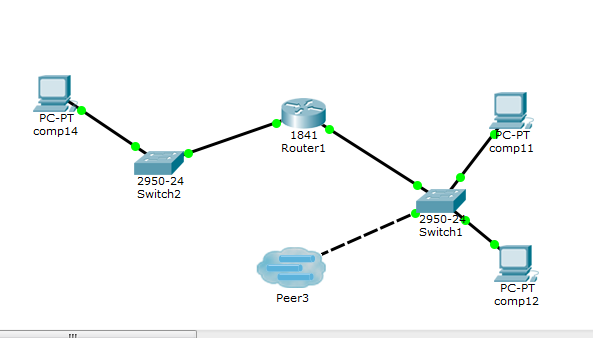 PC-PT
comp14
2950-24
Switch2
1841
Router1
PC-PT
comp11
2950-24
Switch1
PC-PT
comp12
Peer3